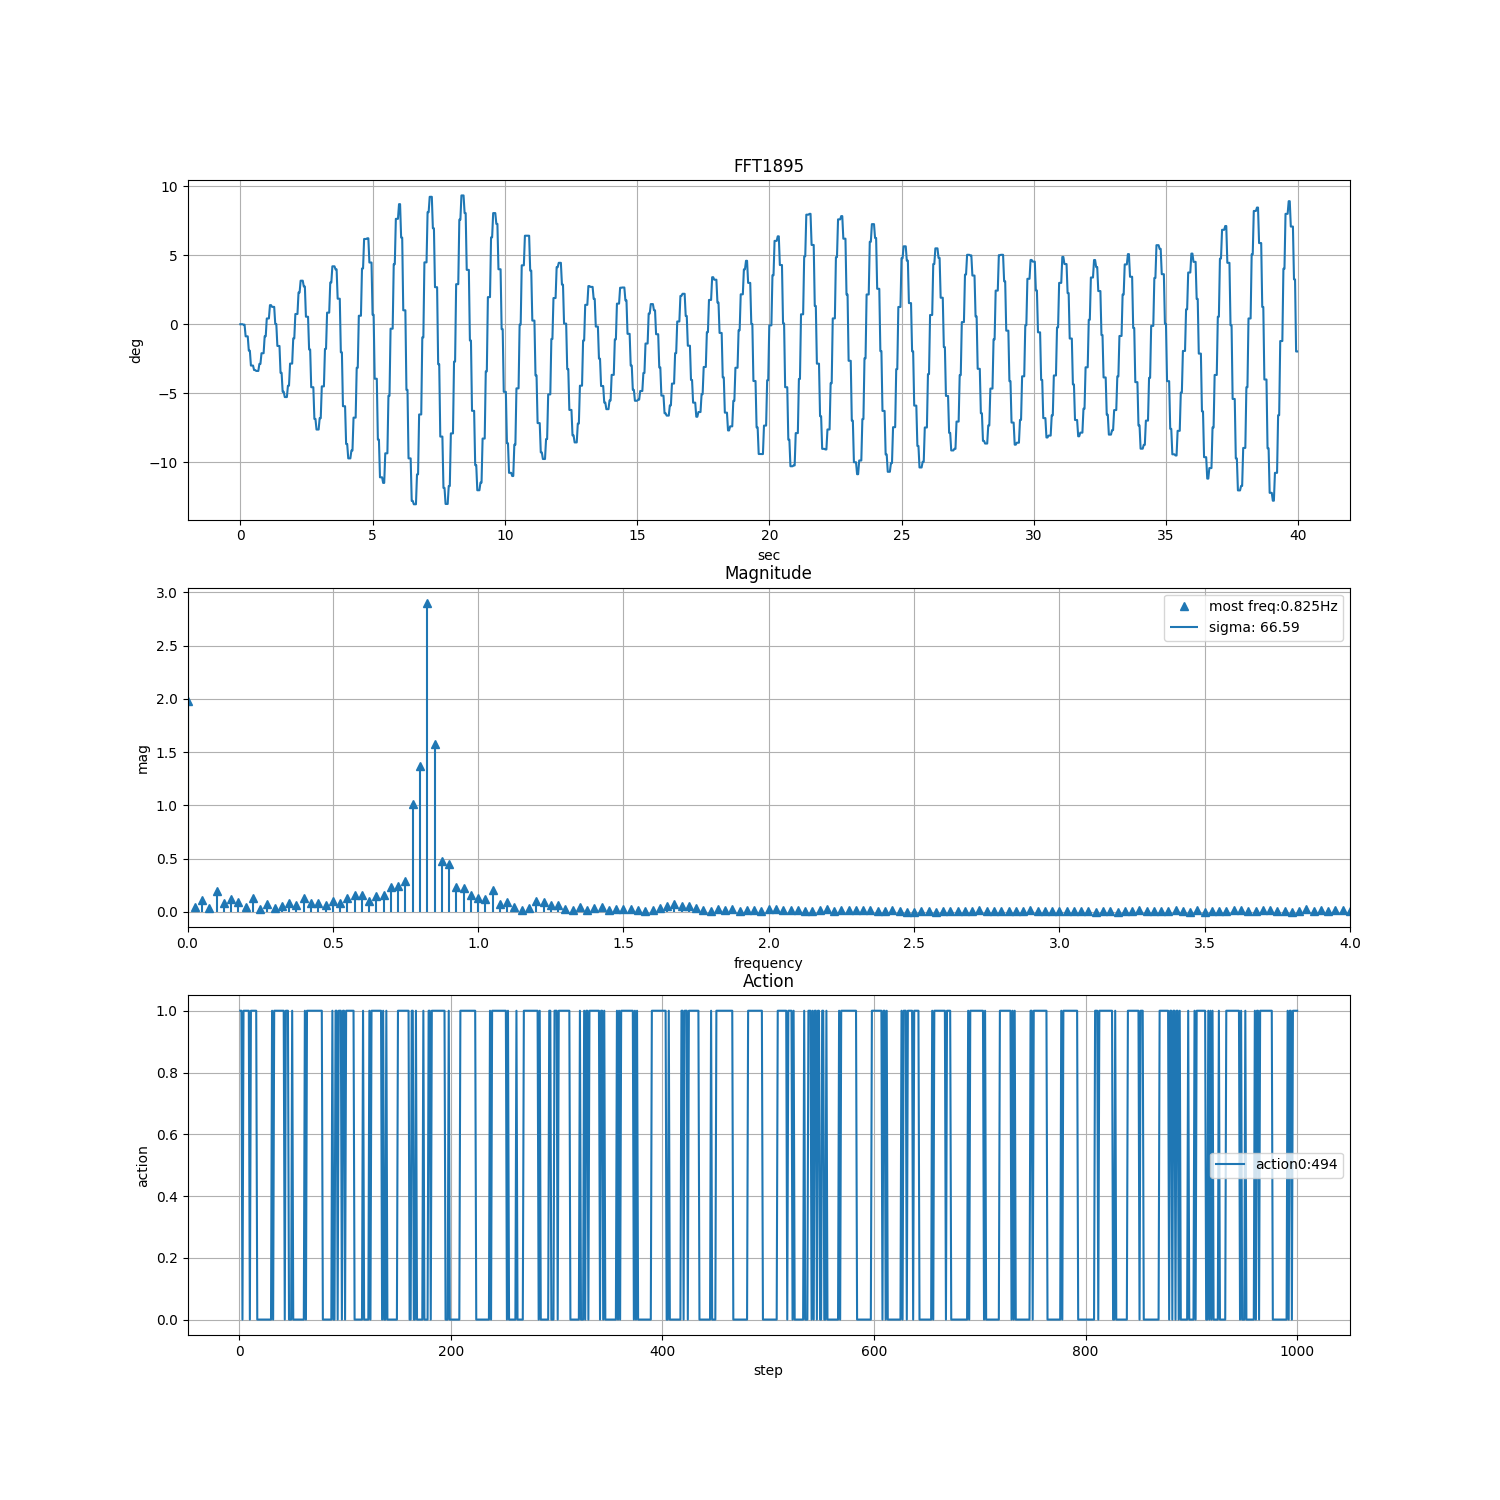 FFT1895
10
5
0
−5
−10
deg
0 5 10 15 20 25 30 35 40
sec
Magnitude
3.0
2.5
2.0
1.5
1.0
0.5
0.0
mag
most freq:0.825Hz
sigma: 66.59
0.0 0.5 1.0 1.5 2.0 2.5 3.0 3.5 4.0
frequency
Action
1.0
0.8
0.6
0.4
0.2
0.0
action
action0:494
0 200 400 600 800 1000
step